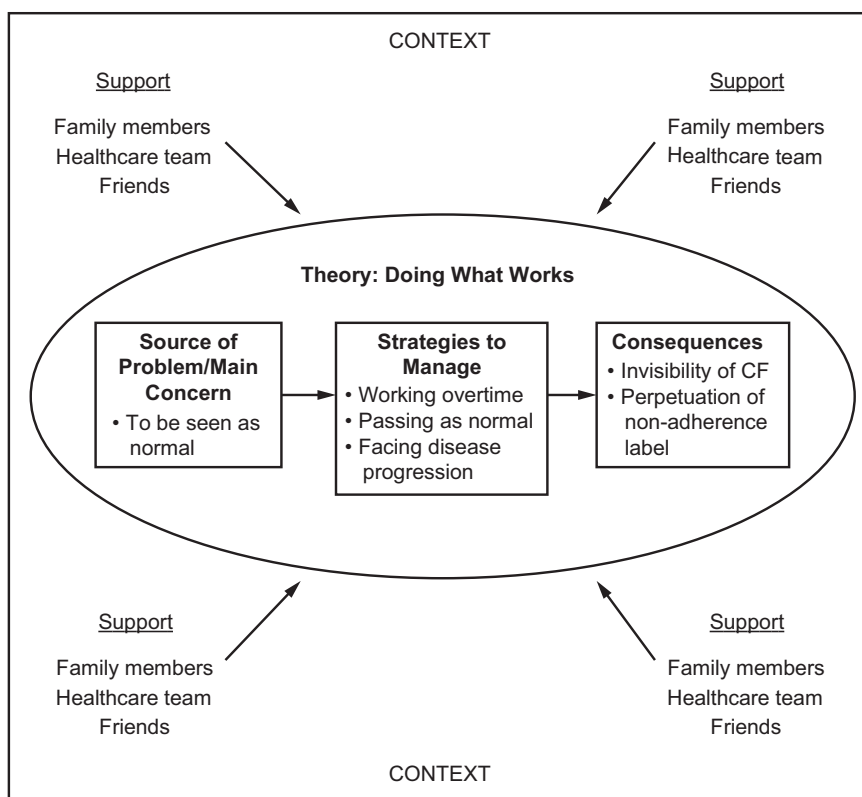 CONTEXT
Support
Family members
Healthcare team
Friends
Support
Family members
Healthcare team
Friends
Theory: Doing What Works
Source of
Problem/Main
Concern
• To be seen as
normal
Strategies to
Manage
• Working overtime
• Passing as normal
• Facing disease
progression
Consequences
• Invisibility of CF
• Perpetuation of
non-adherence
label
Support
Family members
Healthcare team
Friends
Support
Family members
Healthcare team
Friends
CONTEXT